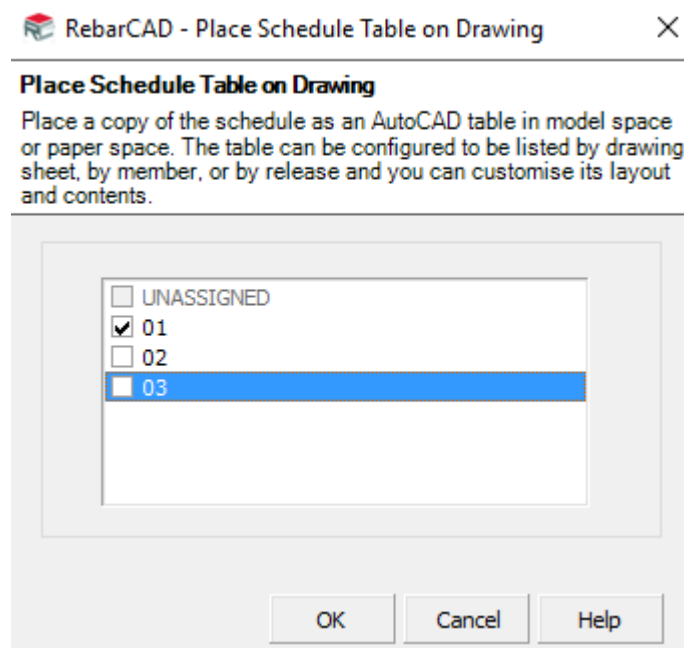 RebarCAD - Place Schedule Table on Drawing
Place Schedule Table on Drawing
Place a copy of the schedule as an AutoCAD table in model space
or paper space. The table can be configured to be listed by drawing
sheet, by member, or by release and you can customise its layout
and contents.
UNASSIGNED
01
02
03
OK Cancel Help